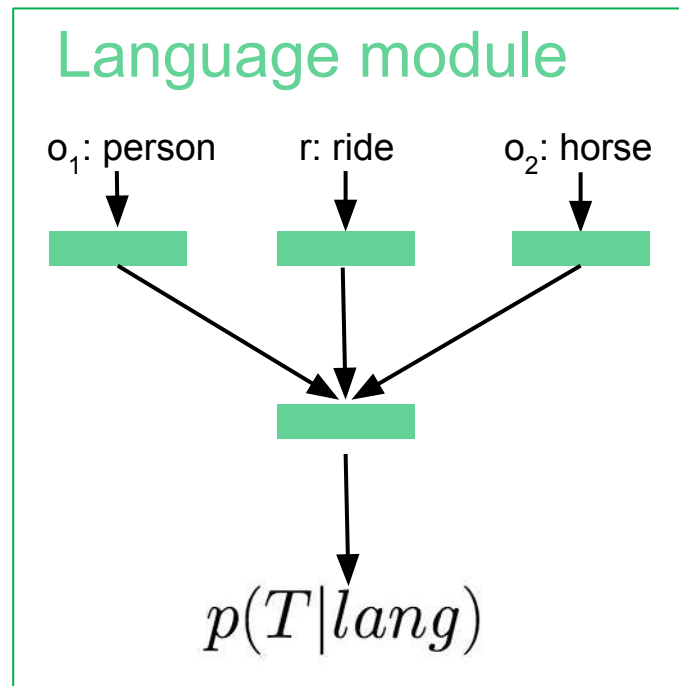 Language module
o₁: person r: ride o₂: horse
p(T|lang)